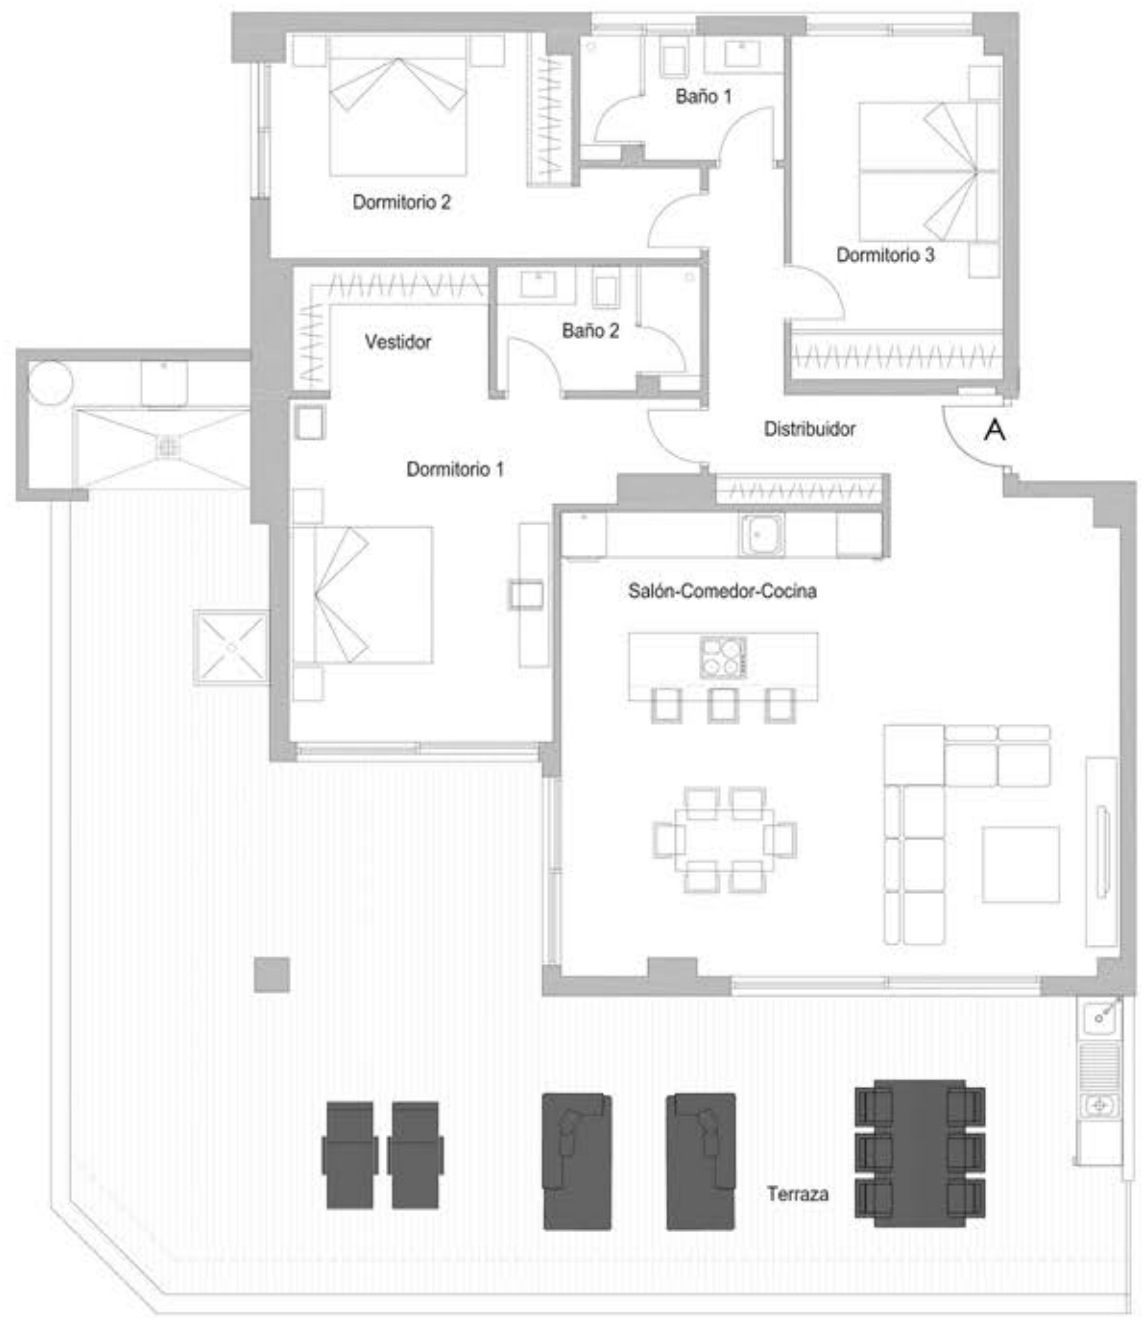 Baño 1
Dormitorio 2
Dormitorio 3
Baño 2
Vestidor
Distribuidor
A
Dormitorio 1
Salón-Comedor-Cocina
Terraza